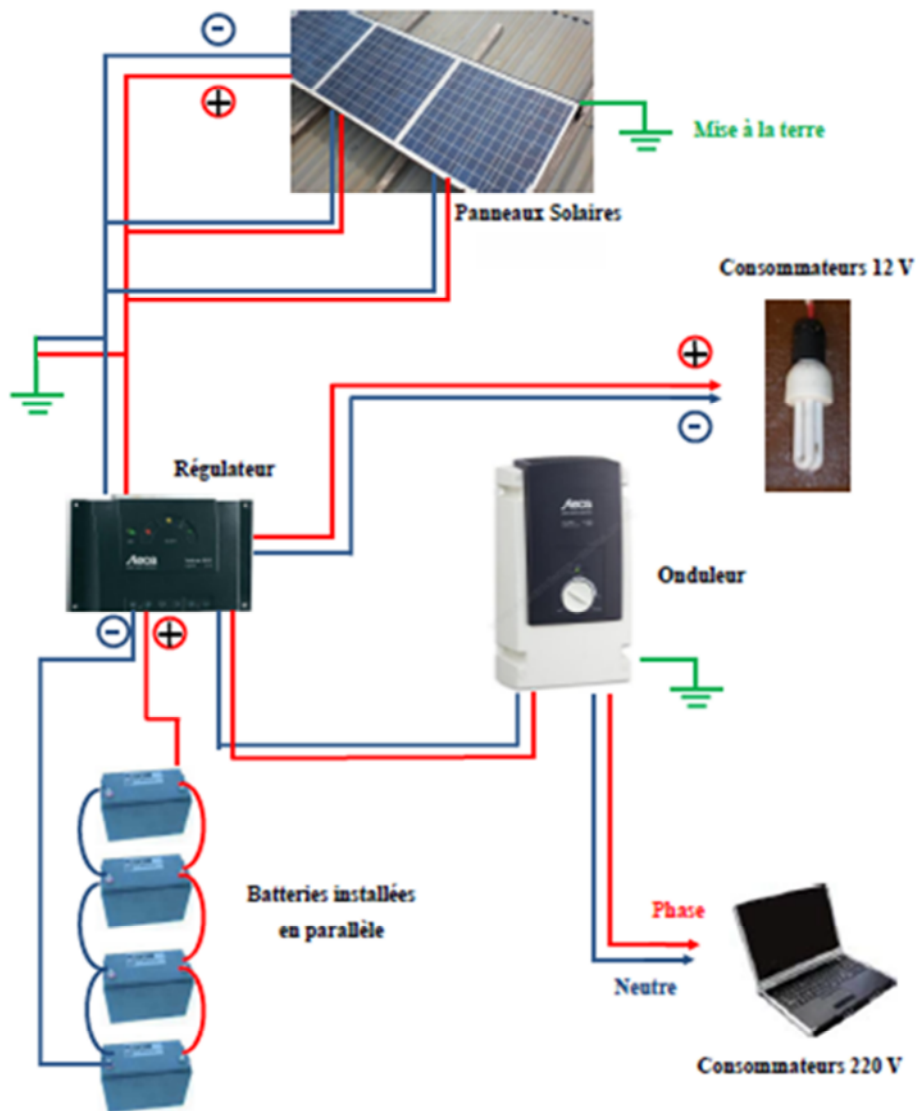 Mise à la terre
Panneaux Solaires
Consommateurs 12 V
Régulateur
Onduleur
Batteries installées
en parallèle
Phase
Neutre
Consommateurs 220 V